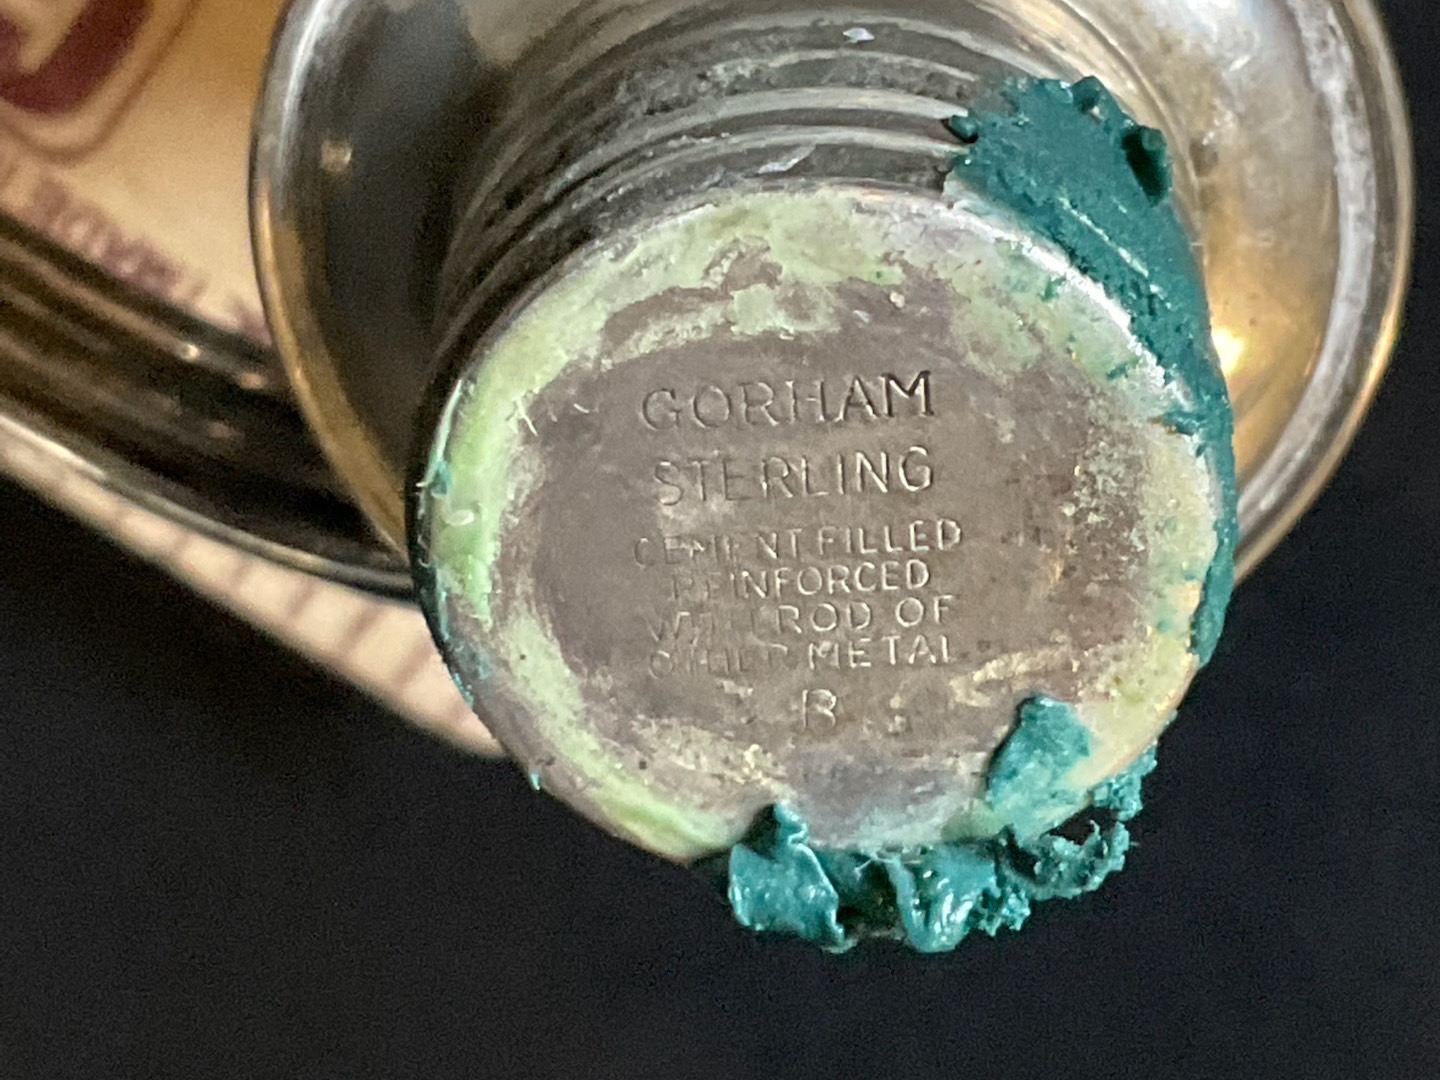 GORHAM
STERLING
CEMENT FILLED
REINFORCED
WITH ROD OF
OTHER METAL
B